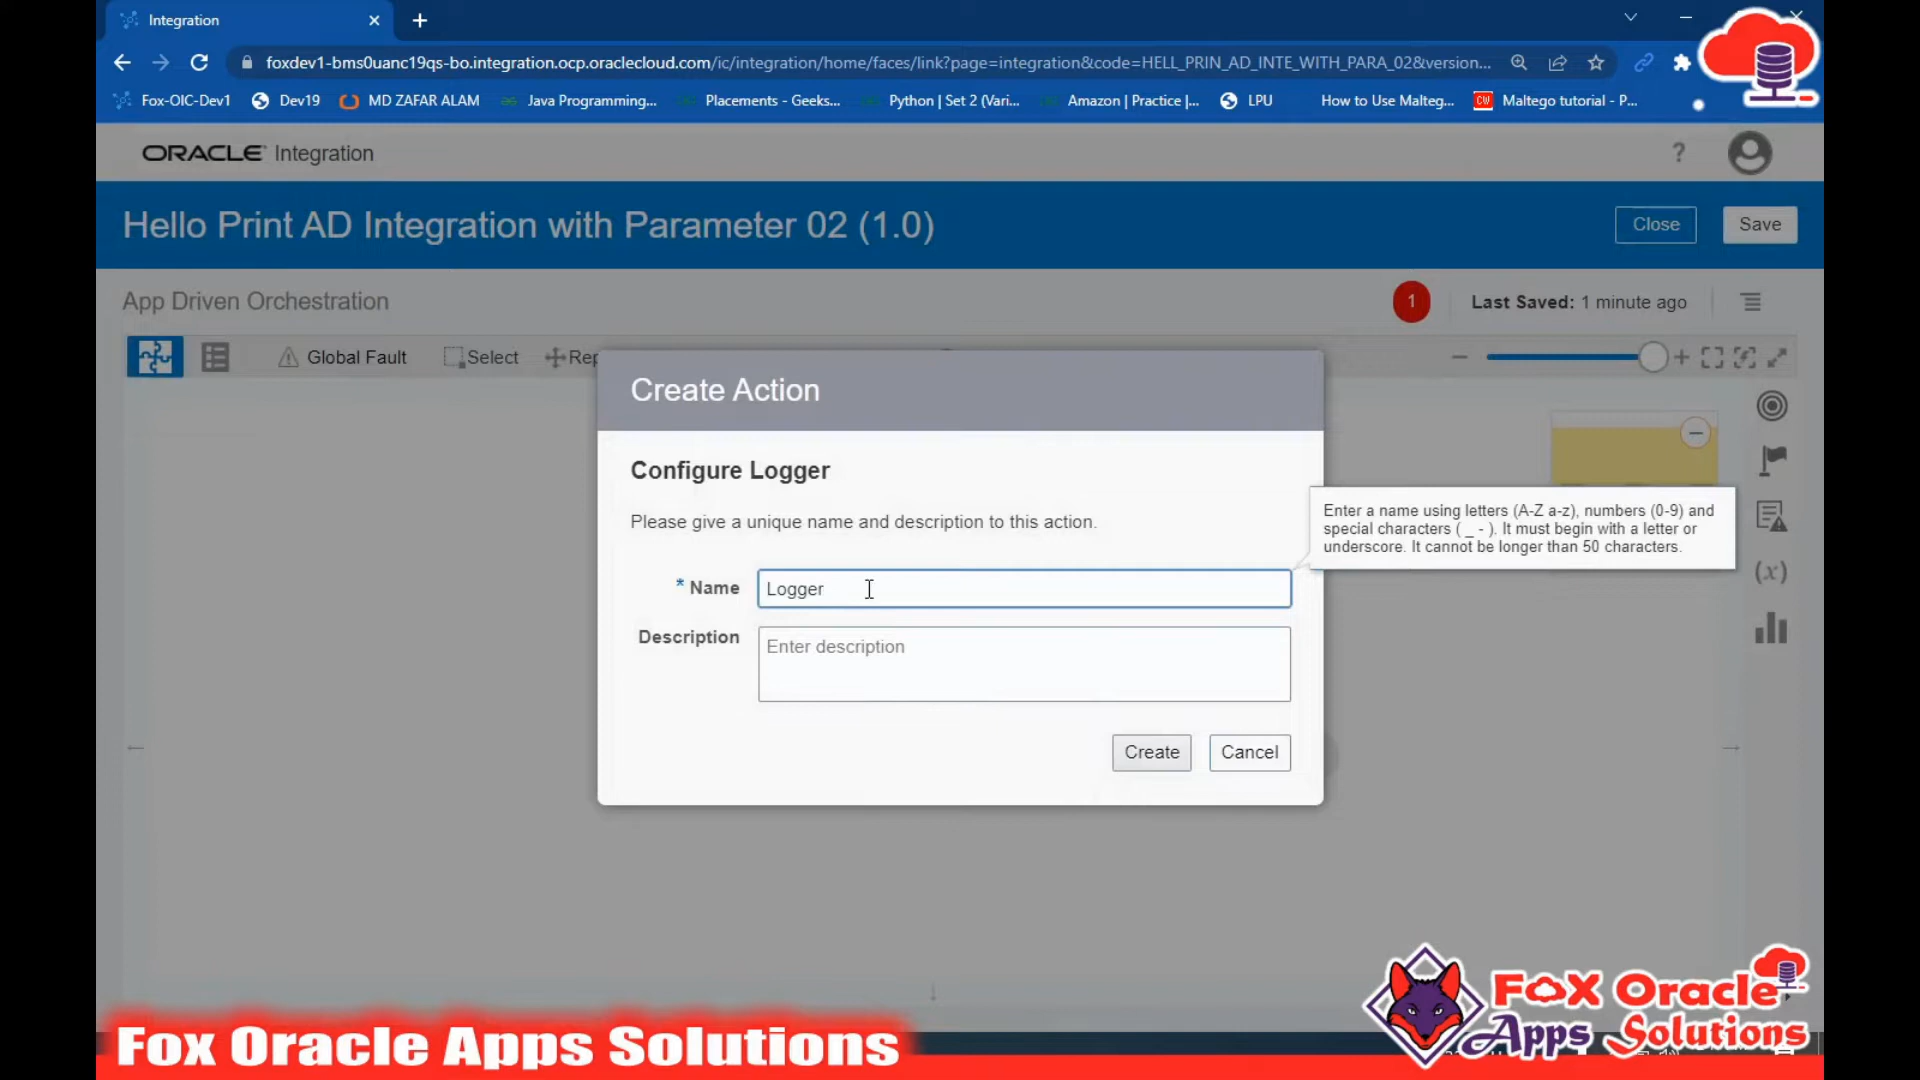 Integration
foxdev1-bms0uanc19qs-bo.integration.ocp.oraclecloud.com/ic/integration/home/faces/link?page=integration&code=HELL_PRIN_AD_INTE_WITH_PARA_02&version...
Fox-OIC-Dev1 Dev19 MD ZAFAR ALAM Java Programming... Placements - Geeks... Python | Set 2 (Vari... Amazon | Practice |... LPU How to Use Malteg... CW Maltego tutorial - P...
ORACLE Integration ?
Hello Print AD Integration with Parameter 02 (1.0) Close Save
App Driven Orchestration 1 Last Saved: 1 minute ago
Global Fault Select Rep
Create Action
Configure Logger
Please give a unique name and description to this action.
Enter a name using letters (A-Z a-z), numbers (0-9) and
special characters ( _ - ). It must begin with a letter or
underscore. It cannot be longer than 50 characters.
(x)
* Name Logger
Description Enter description
Create Cancel
Fox Oracle Apps Solutions
Fox Oracle
Apps Solutions